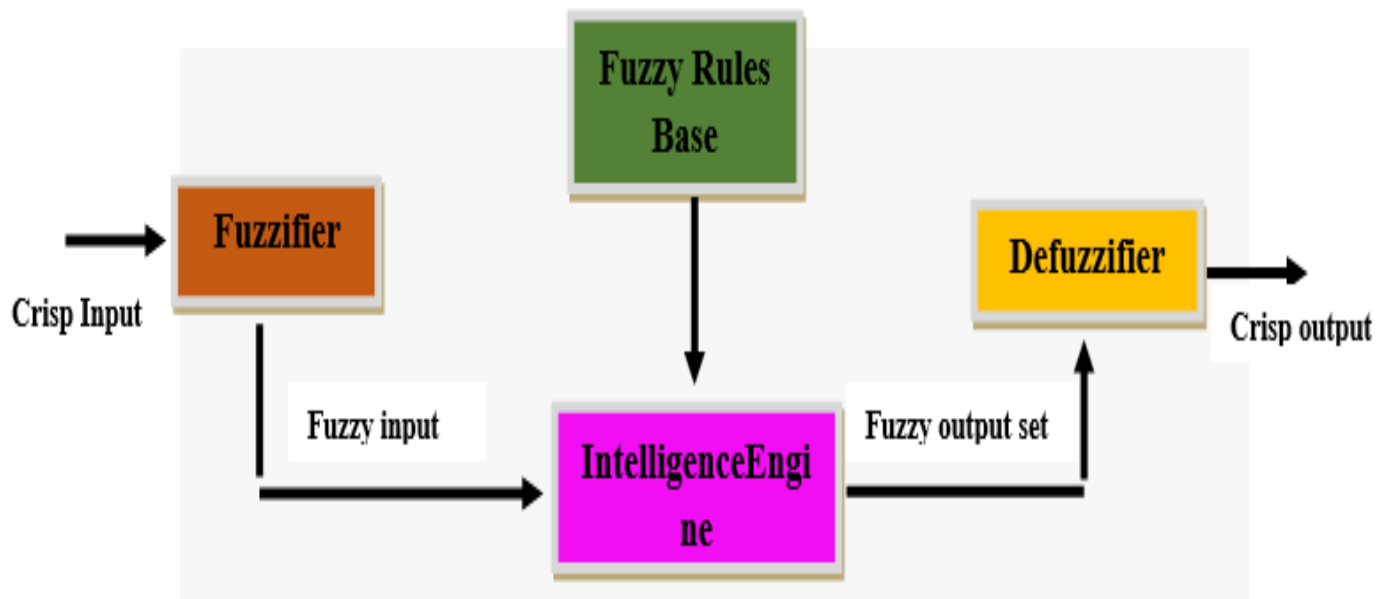 Fuzzy Rules
Base
Fuzzifier
Defuzzifier
Crisp Input
Crisp output
Fuzzy input
Fuzzy output set
IntelligenceEngi
ne